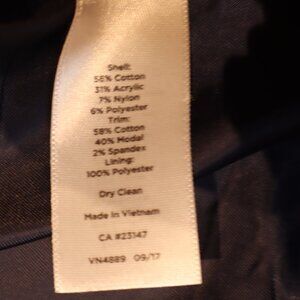 Shell:
56% Cotton
31% Acrylic
7% Nylon
6% Polyester
Trim:
58% Cotton
40% Modal
2% Spandex
Lining:
100% Polyester
Dry Clean
Made in Vietnam
CA #23147
VN4889 09/17